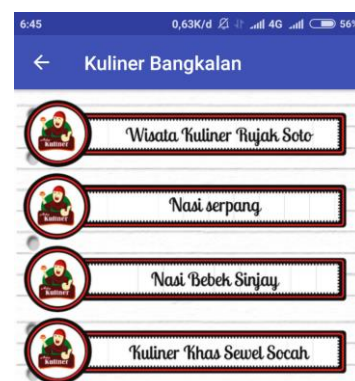 6:45 0,63K/d 4G 56%
← Kuliner Bangkalan
Wisata Kuliner Rujak Soto
Kuliner
Nasi serpang
Kuliner
Nasi Bebek Sinjay
Kuliner
Kuliner Khas Sewel Socah
Kuliner